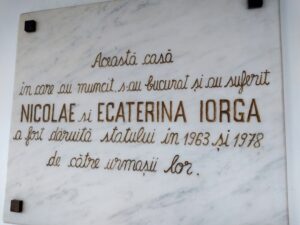 Această casă
în care au muncit, s-au bucurat și au suferit
NICOLAE și ECATERINA IORGA
a fost dăruită statului în 1963 și 1978
de către urmașii lor.